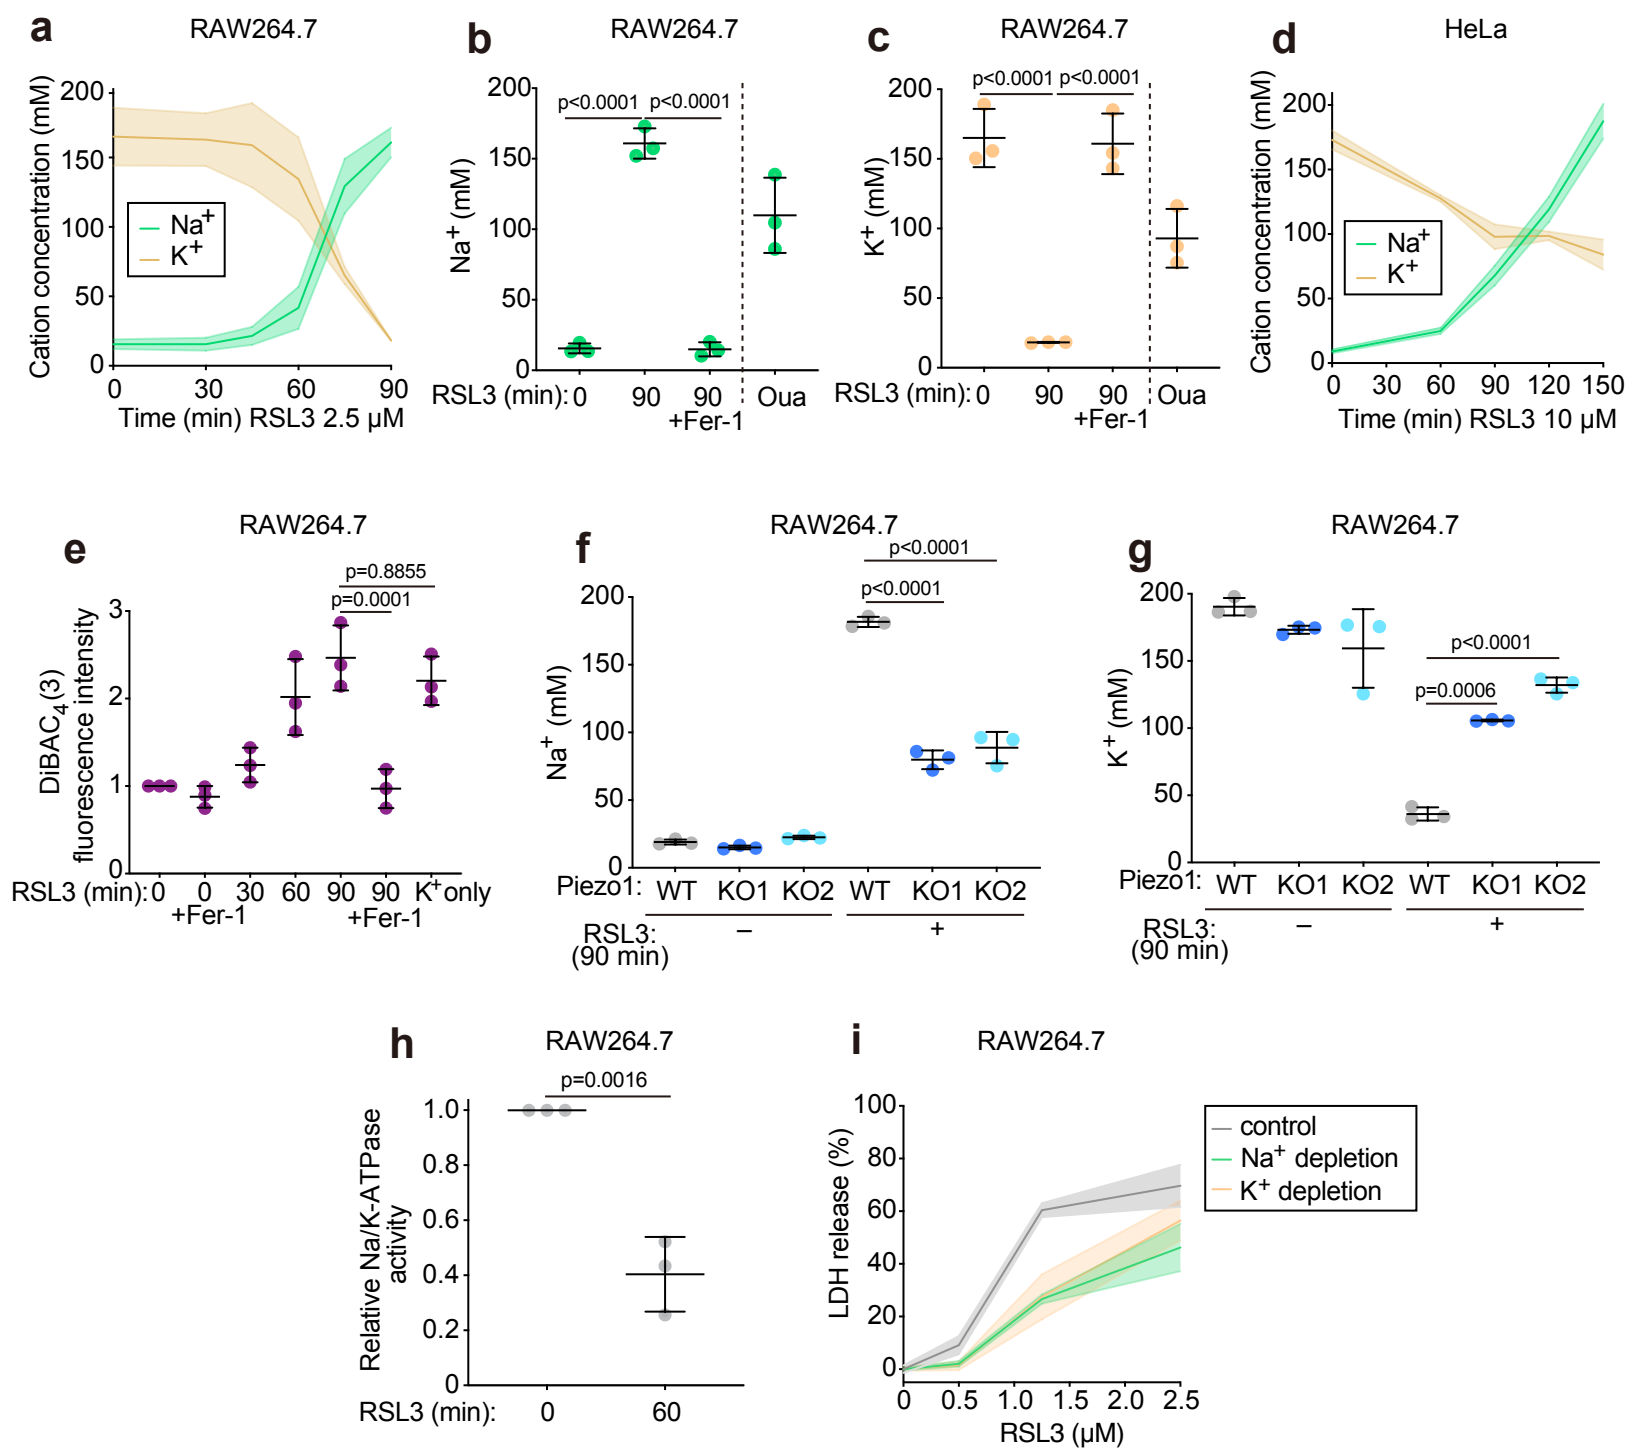 a
RAW264.7
Cation concentration (mM)
200
150
100
50
0
Na+
K+
0 30 60 90
Time (min) RSL3 2.5 µM
b
RAW264.7
Na+ (mM)
200
150
100
50
0
p<0.0001 p<0.0001
RSL3 (min): 0 90 90 Oua
+Fer-1
c
RAW264.7
K+ (mM)
200
150
100
50
0
p<0.0001 p<0.0001
RSL3 (min): 0 90 90 Oua
+Fer-1
d
HeLa
Cation concentration (mM)
200
150
100
50
0
Na+
K+
0 30 60 90 120 150
Time (min) RSL3 10 µM
e
RAW264.7
DiBAC4(3)
fluorescence intensity
3
2
1
0
p=0.8855
p=0.0001
RSL3 (min): 0 0 30 60 90 90 K+only
+Fer-1 +Fer-1
f
RAW264.7
Na+ (mM)
200
150
100
50
0
p<0.0001
p<0.0001
Piezo1: WT KO1 KO2 WT KO1 KO2
RSL3: − +
(90 min)
g
RAW264.7
K+ (mM)
200
150
100
50
0
p<0.0001
p=0.0006
Piezo1: WT KO1 KO2 WT KO1 KO2
RSL3: − +
(90 min)
h
RAW264.7
Relative Na/K-ATPase
activity
1.0
0.8
0.6
0.4
0.2
0
p=0.0016
RSL3 (min): 0 60
i
RAW264.7
LDH release (%)
100
80
60
40
20
0
control
Na+ depletion
K+ depletion
0 0.5 1.0 1.5 2.0 2.5
RSL3 (µM)